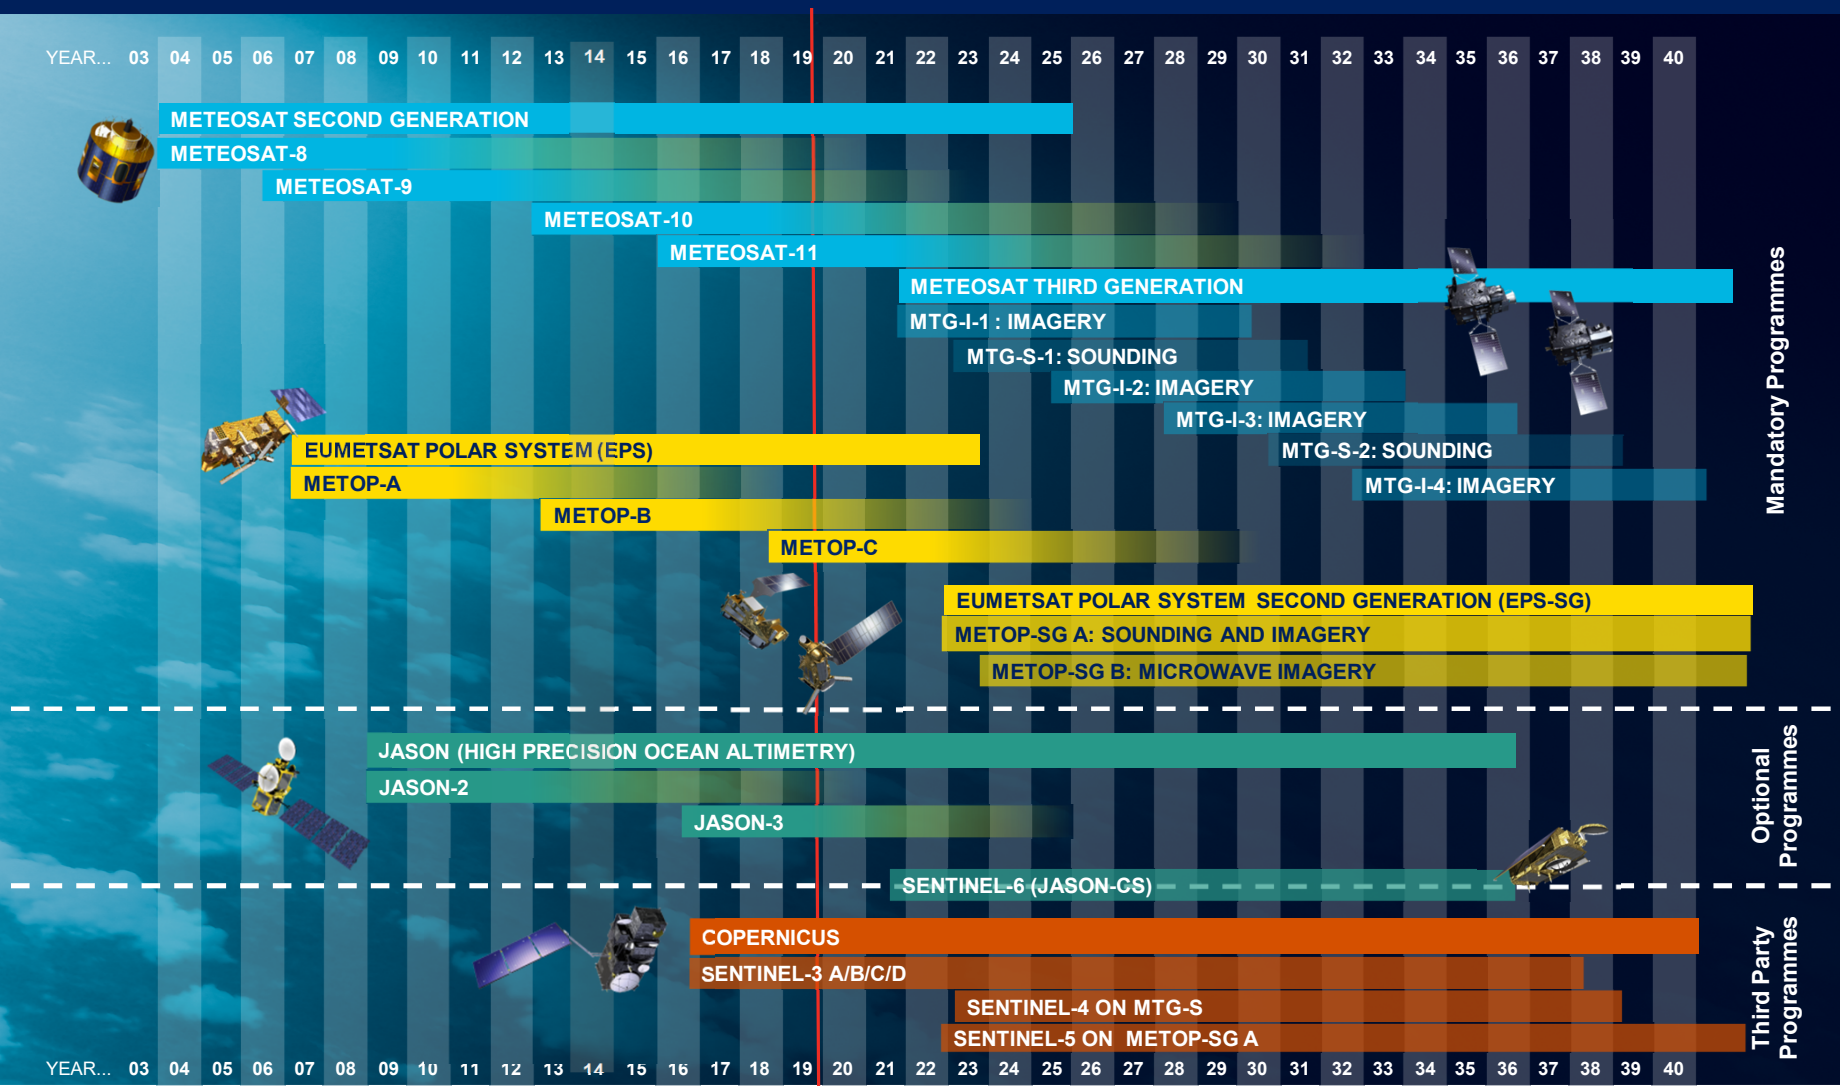 YEAR... 03 04 05 06 07 08 09 10 11 12 13 14 15 16 17 18 19 20 21 22 23 24 25 26 27 28 29 30 31 32 33 34 35 36 37 38 39 40
METEOSAT SECOND GENERATION
METEOSAT-8
METEOSAT-9
METEOSAT-10
METEOSAT-11
METEOSAT THIRD GENERATION
MTG-I-1 : IMAGERY
MTG-S-1: SOUNDING
MTG-I-2: IMAGERY
MTG-I-3: IMAGERY
MTG-S-2: SOUNDING
MTG-I-4: IMAGERY
Mandatory Programmes
EUMETSAT POLAR SYSTEM (EPS)
METOP-A
METOP-B
METOP-C
EUMETSAT POLAR SYSTEM SECOND GENERATION (EPS-SG)
METOP-SG A: SOUNDING AND IMAGERY
METOP-SG B: MICROWAVE IMAGERY
JASON (HIGH PRECISION OCEAN ALTIMETRY)
JASON-2
JASON-3
SENTINEL-6 (JASON-CS)
Optional
Programmes
COPERNICUS
SENTINEL-3 A/B/C/D
SENTINEL-4 ON MTG-S
SENTINEL-5 ON METOP-SG A
Third Party
Programmes
YEAR... 03 04 05 06 07 08 09 10 11 12 13 14 15 16 17 18 19 20 21 22 23 24 25 26 27 28 29 30 31 32 33 34 35 36 37 38 39 40